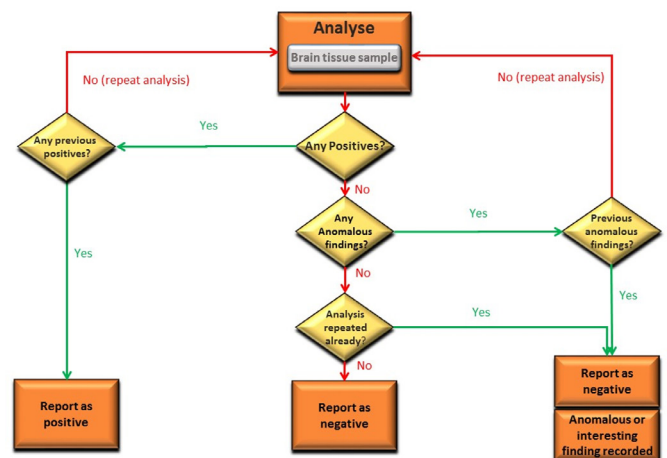 Analyse
Brain tissue sample
No (repeat analysis)
No (repeat analysis)
Any previous
positives?
Yes
Any Positives?
No
Any
Anomalous
findings?
Yes
Previous
anomalous
findings?
Yes
No
Yes
Analysis
repeated
already?
Yes
No
Report as
positive
Report as
negative
Report as
negative
Anomalous or
interesting
finding recorded